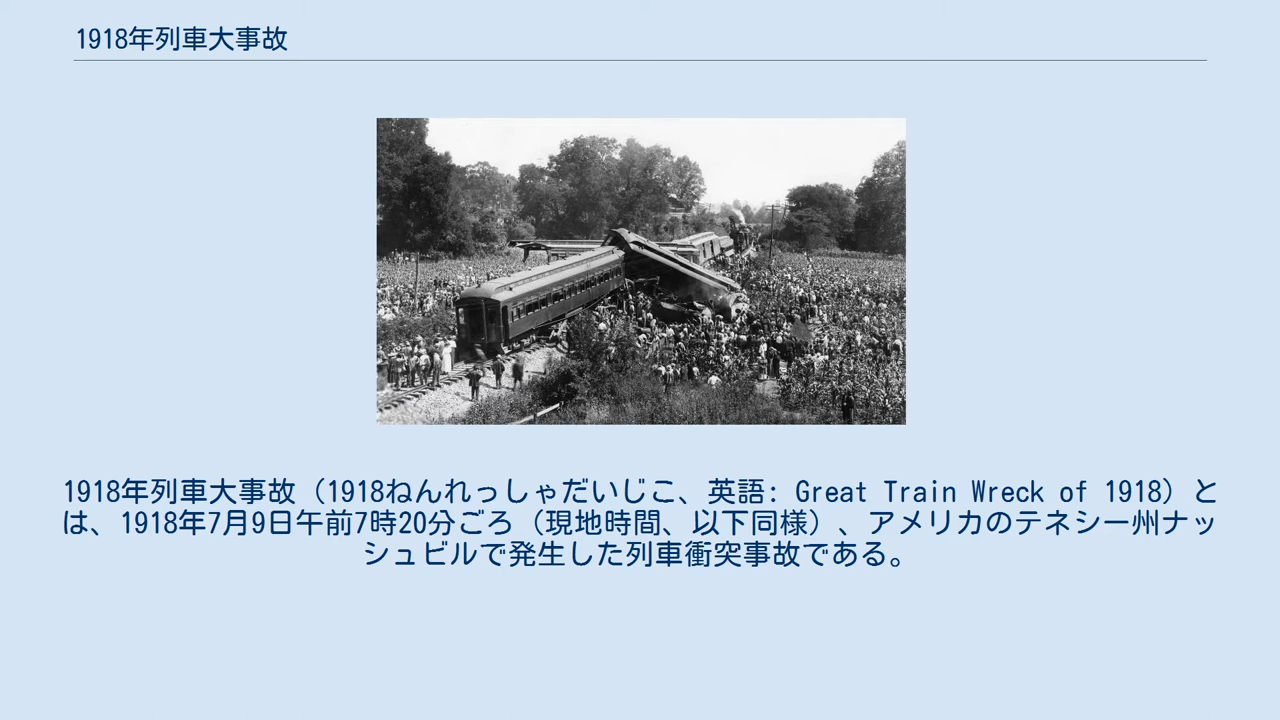 1918年列車大事故
1918年列車大事故（1918ねんれっしゃだいじこ、英語: Great Train Wreck of 1918）と
は、1918年7月9日午前7時20分ごろ（現地時間、以下同様）、アメリカのテネシー州ナッ
シュビルで発生した列車衝突事故である。